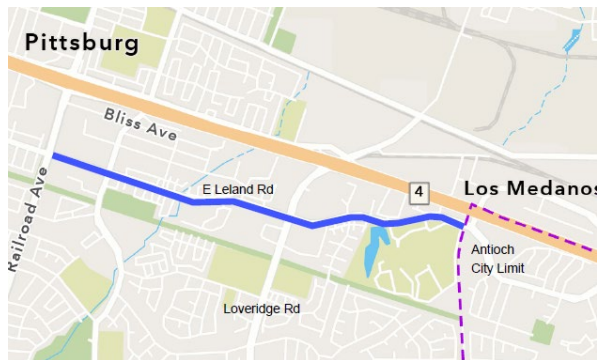 Pittsburg
Bliss Ave
Railroad Ave
E Leland Rd
4
Los Medanos
Antioch
City Limit
Loveridge Rd